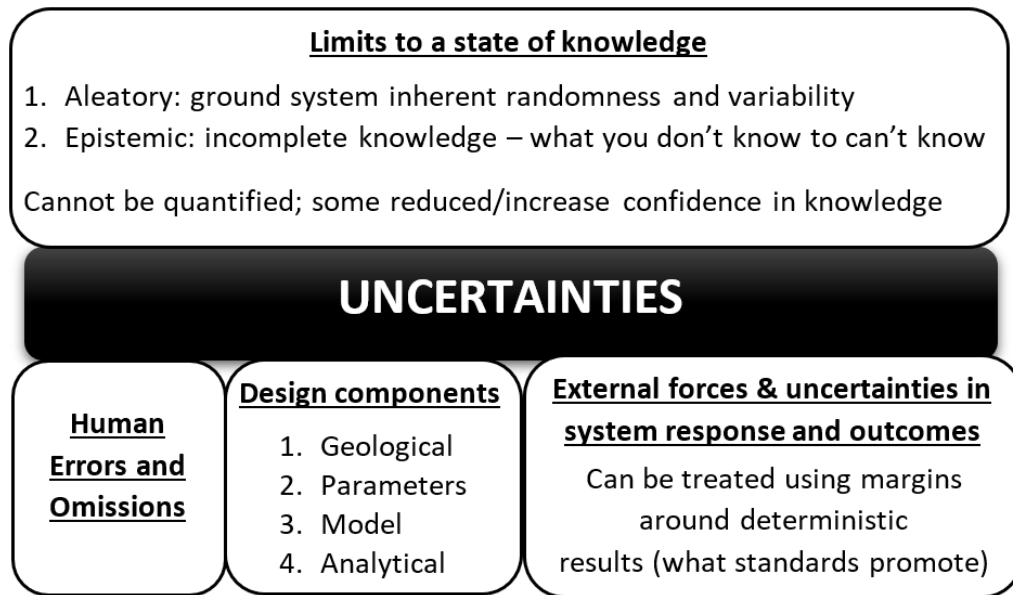 Limits to a state of knowledge
1. Aleatory: ground system inherent randomness and variability
2. Epistemic: incomplete knowledge – what you don’t know to can’t know
Cannot be quantified; some reduced/increase confidence in knowledge
UNCERTAINTIES
Human
Errors and
Omissions
Design components
1. Geological
2. Parameters
3. Model
4. Analytical
External forces & uncertainties in
system response and outcomes
Can be treated using margins
around deterministic
results (what standards promote)